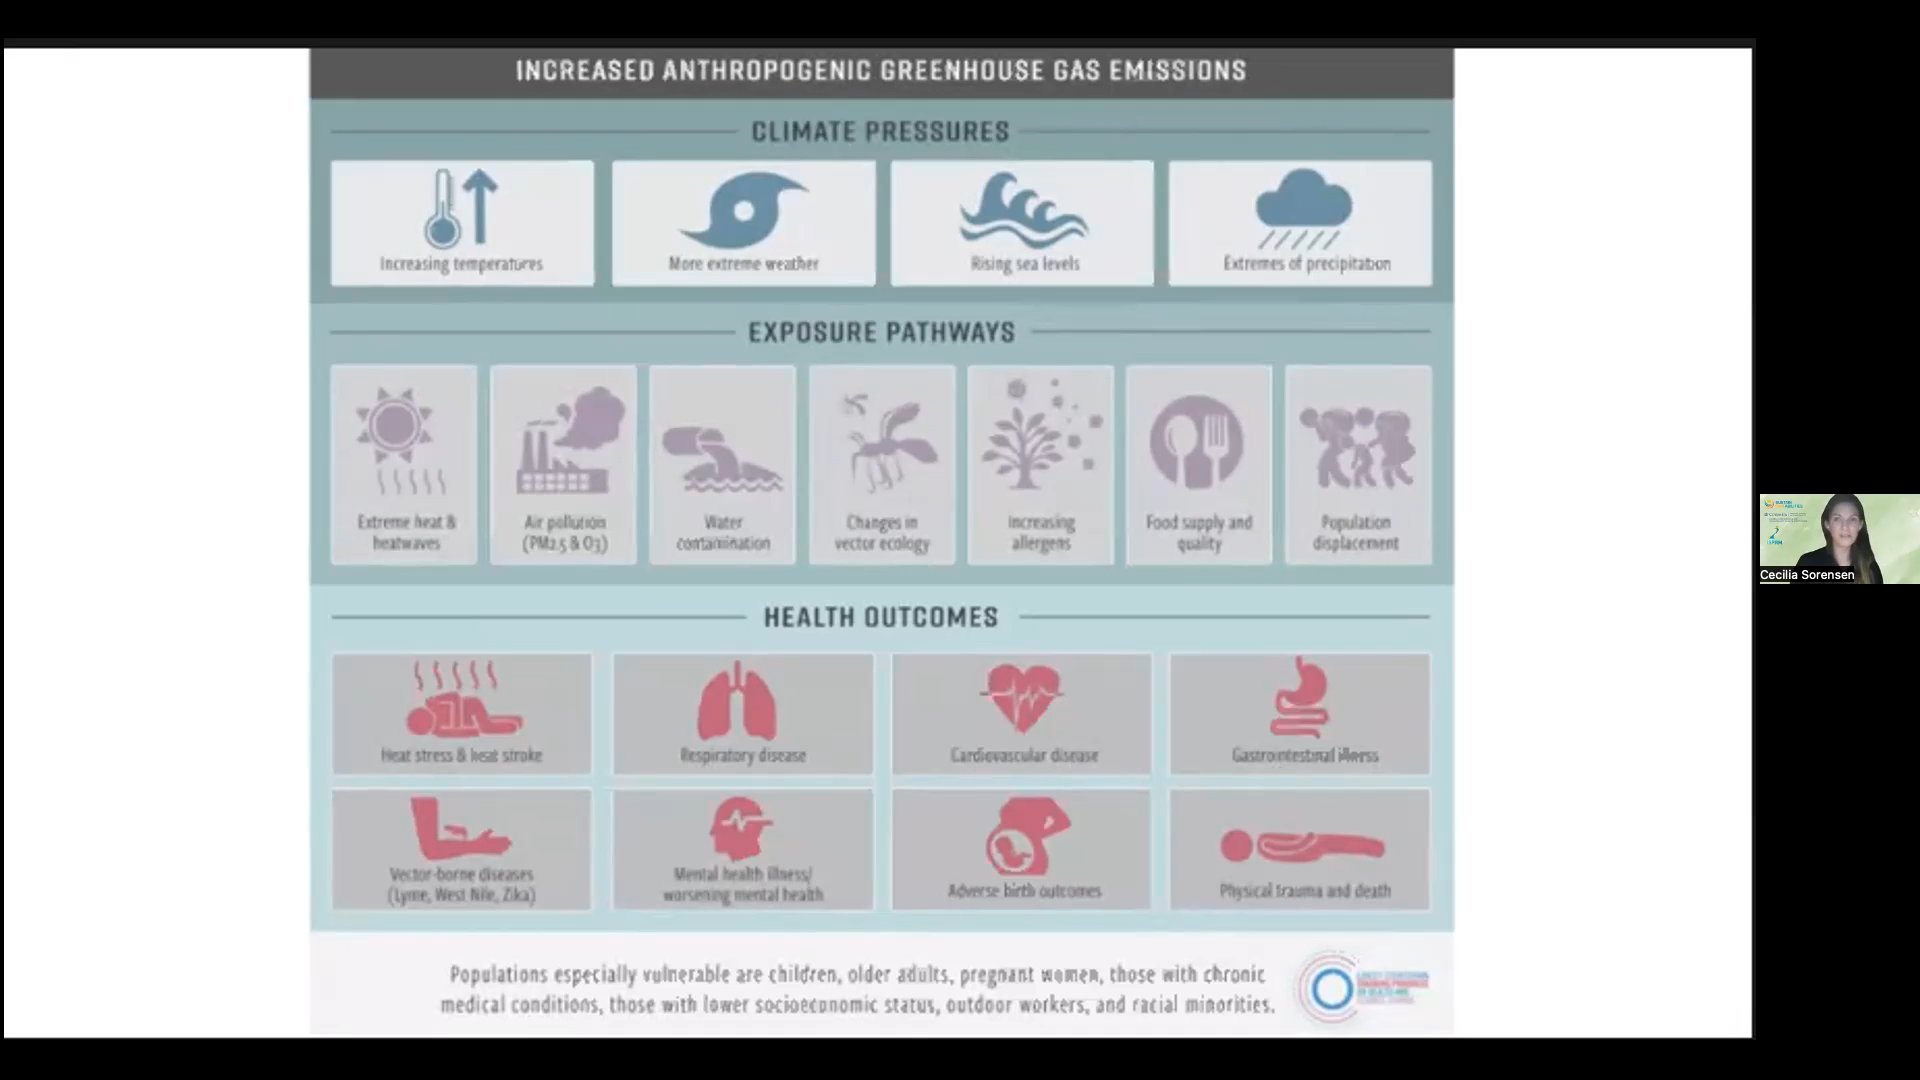 INCREASED ANTHROPOGENIC GREENHOUSE GAS EMISSIONS
CLIMATE PRESSURES
Increasing temperatures
More extreme weather
Rising sea levels
Extremes of precipitation
EXPOSURE PATHWAYS
Extreme heat &
heatwaves
Air pollution
(PM2.5 & O3)
Water
contamination
Changes in
vector ecology
Increasing
allergens
Food supply and
quality
Population
displacement
HEALTH OUTCOMES
Heat stress & heat stroke
Respiratory disease
Cardiovascular disease
Gastrointestinal illness
Vector-borne diseases
(Lyme, West Nile, Zika)
Mental health illness/
worsening mental health
Adverse birth outcomes
Physical trauma and death
Populations especially vulnerable are children, older adults, pregnant women, those with chronic
medical conditions, those with lower socioeconomic status, outdoor workers, and racial minorities.
Cecilia Sorensen